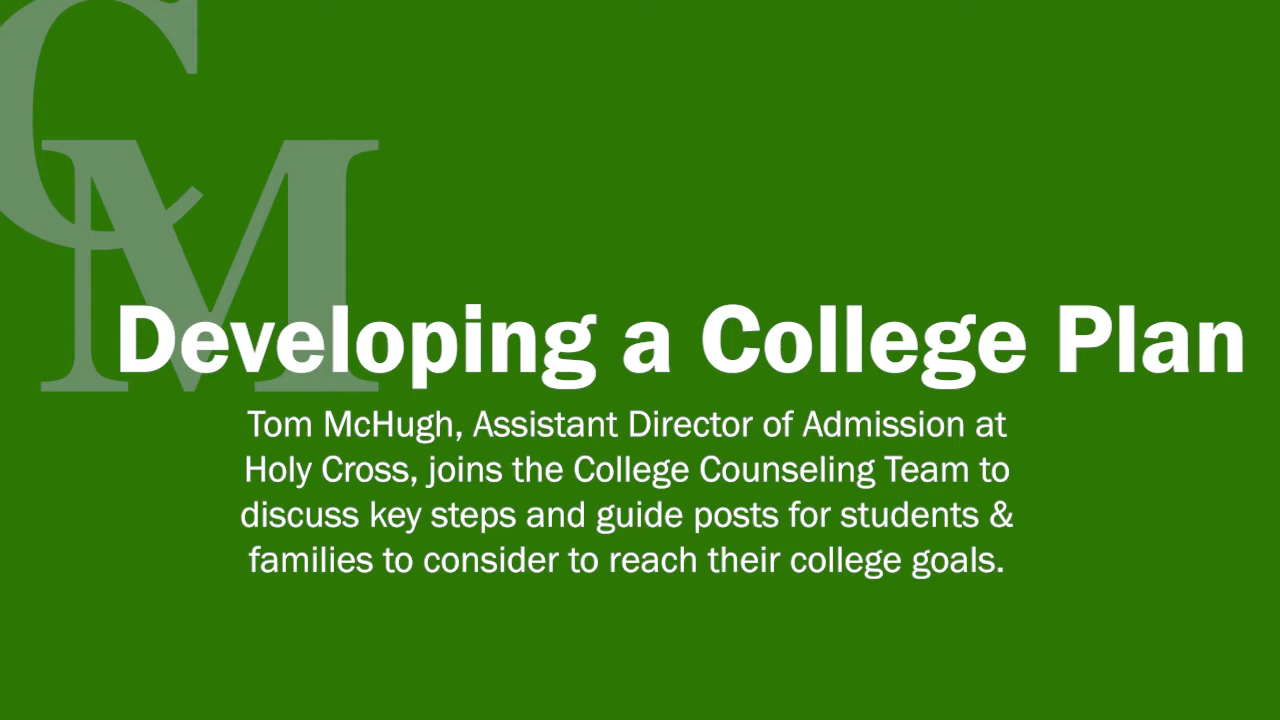 CM
Developing a College Plan
Tom McHugh, Assistant Director of Admission at
Holy Cross, joins the College Counseling Team to
discuss key steps and guide posts for students &
families to consider to reach their college goals.